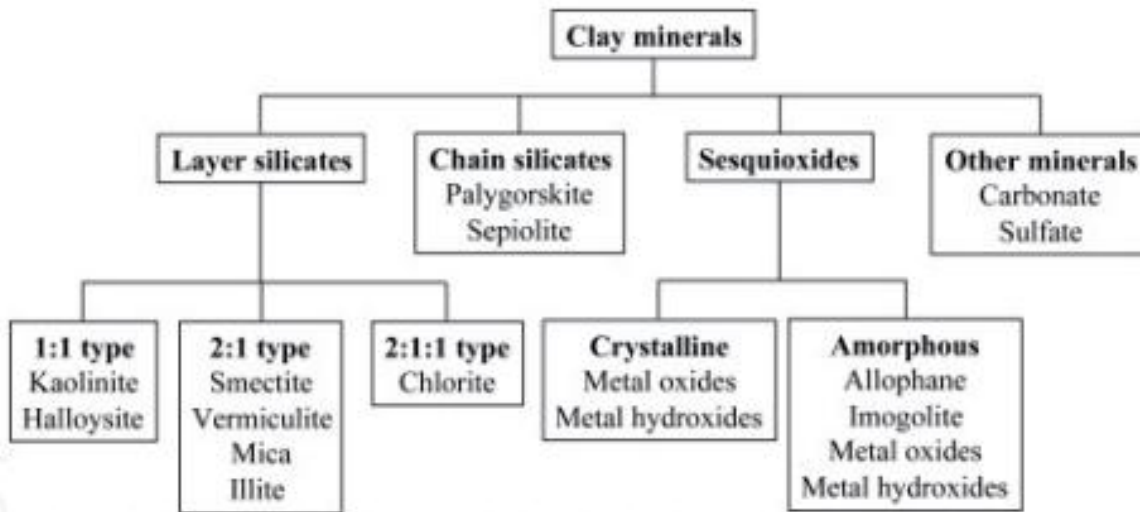 Clay minerals
Layer silicates
Chain silicates
Palygorskite
Sepiolite
Sesquioxides
Other minerals
Carbonate
Sulfate
1:1 type
Kaolinite
Halloysite
2:1 type
Smectite
Vermiculite
Mica
Illite
2:1:1 type
Chlorite
Crystalline
Metal oxides
Metal hydroxides
Amorphous
Allophane
Imogolite
Metal oxides
Metal hydroxides